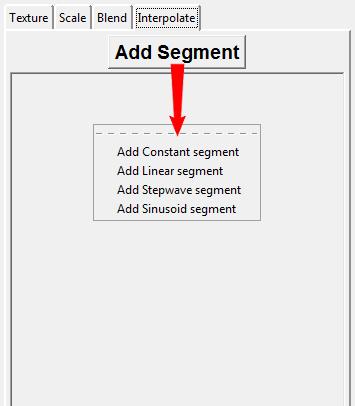 Texture Scale Blend Interpolate
Add Segment
Add Constant segment
Add Linear segment
Add Stepwave segment
Add Sinusoid segment